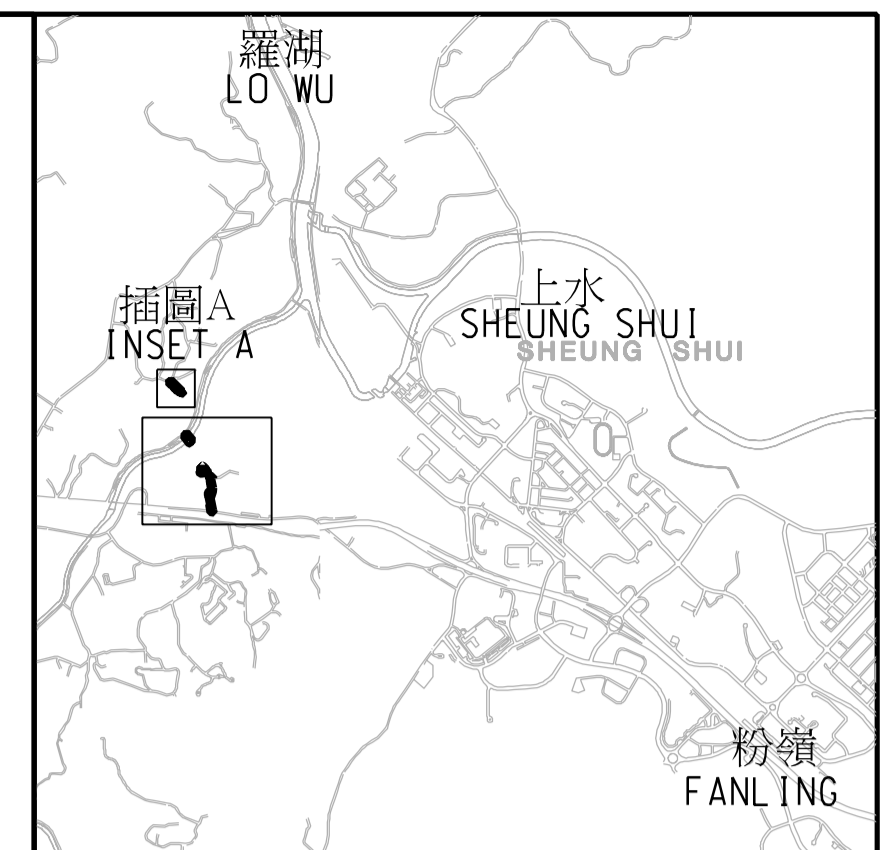 羅湖
LO WU
上水
SHEUNG SHUI
SHEUNG SHUI
插圖A
INSET A
粉嶺
FANLING